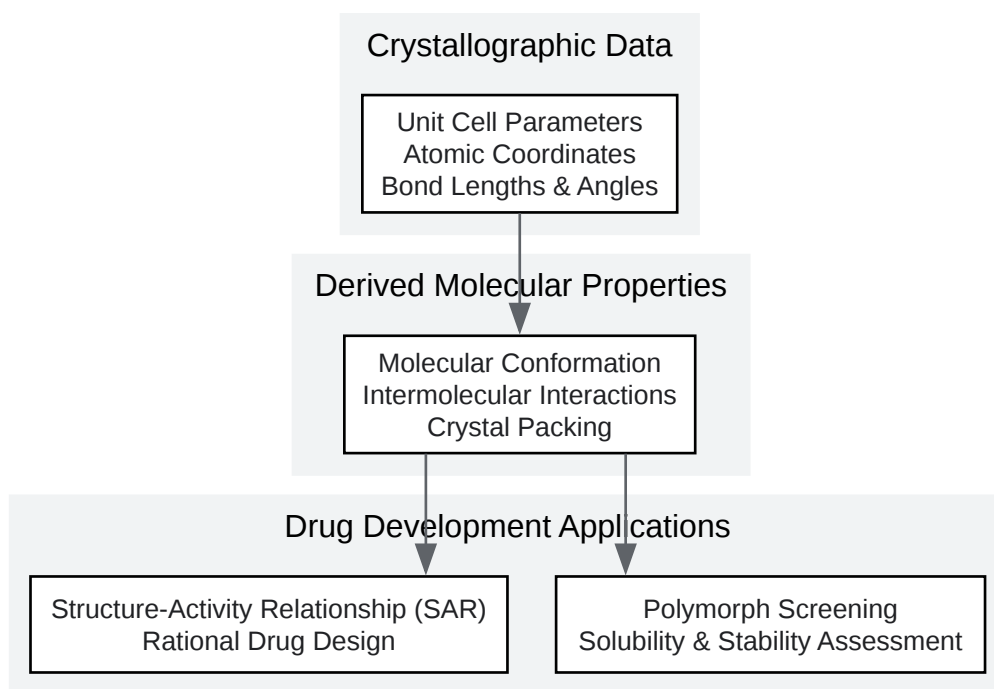 Crystallographic Data
Unit Cell Parameters
Atomic Coordinates
Bond Lengths & Angles
Derived Molecular Properties
Molecular Conformation
Intermolecular Interactions
Crystal Packing
Drug Development Applications
Structure-Activity Relationship (SAR)
Rational Drug Design
Polymorph Screening
Solubility & Stability Assessment